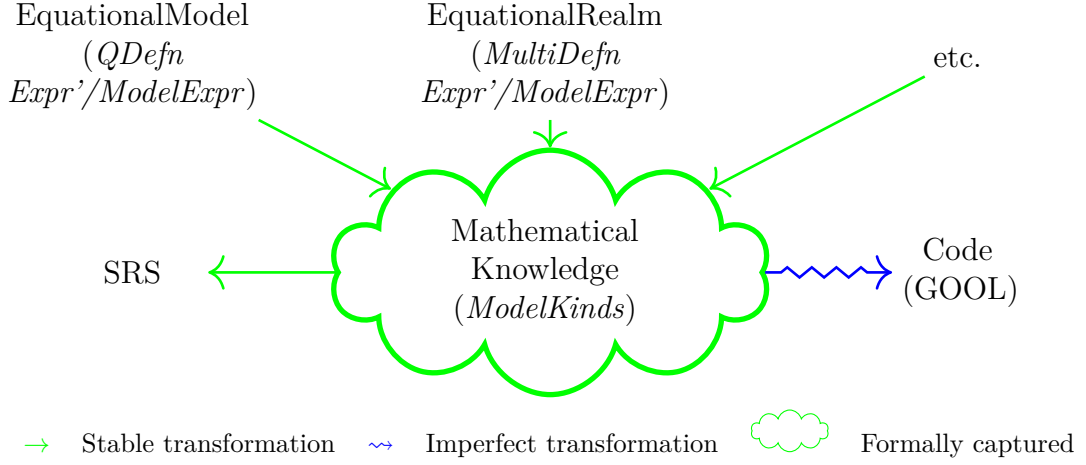 EquationalModel
(QDefn
Expr'/ModelExpr)
EquationalRealm
(MultiDefn
Expr'/ModelExpr)
etc.
Mathematical
Knowledge
(ModelKinds)
SRS
Code
(GOOL)
Stable transformation
Imperfect transformation
Formally captured